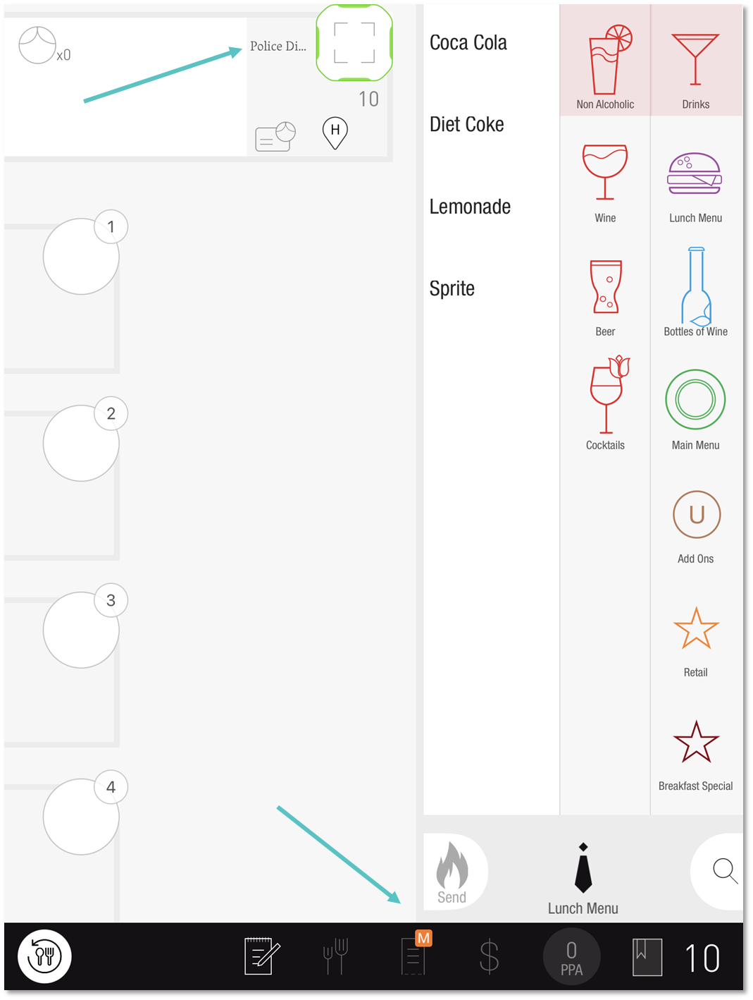 x0
Police Di...
10
H
1
2
3
4
Coca Cola
Diet Coke
Lemonade
Sprite
Non Alcoholic
Drinks
Wine
Lunch Menu
Beer
Bottles of Wine
Cocktails
Main Menu
U
Add Ons
Retail
Breakfast Special
Send
Lunch Menu
M
$
0
PPA
10